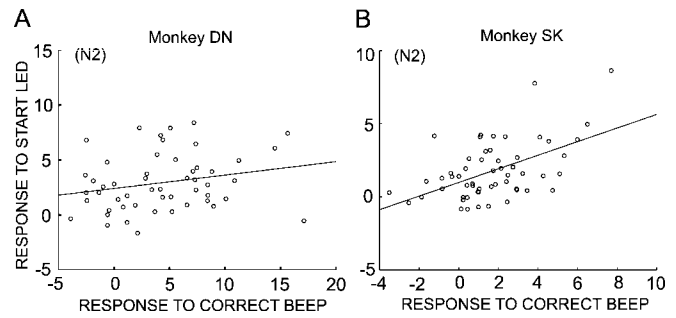 A
Monkey DN
(N2)
RESPONSE TO START LED
15
10
5
0
-5
-5 0 5 10 15 20
RESPONSE TO CORRECT BEEP
B
Monkey SK
(N2)
10
5
0
-5
-4 -2 0 2 4 6 8 10
RESPONSE TO CORRECT BEEP